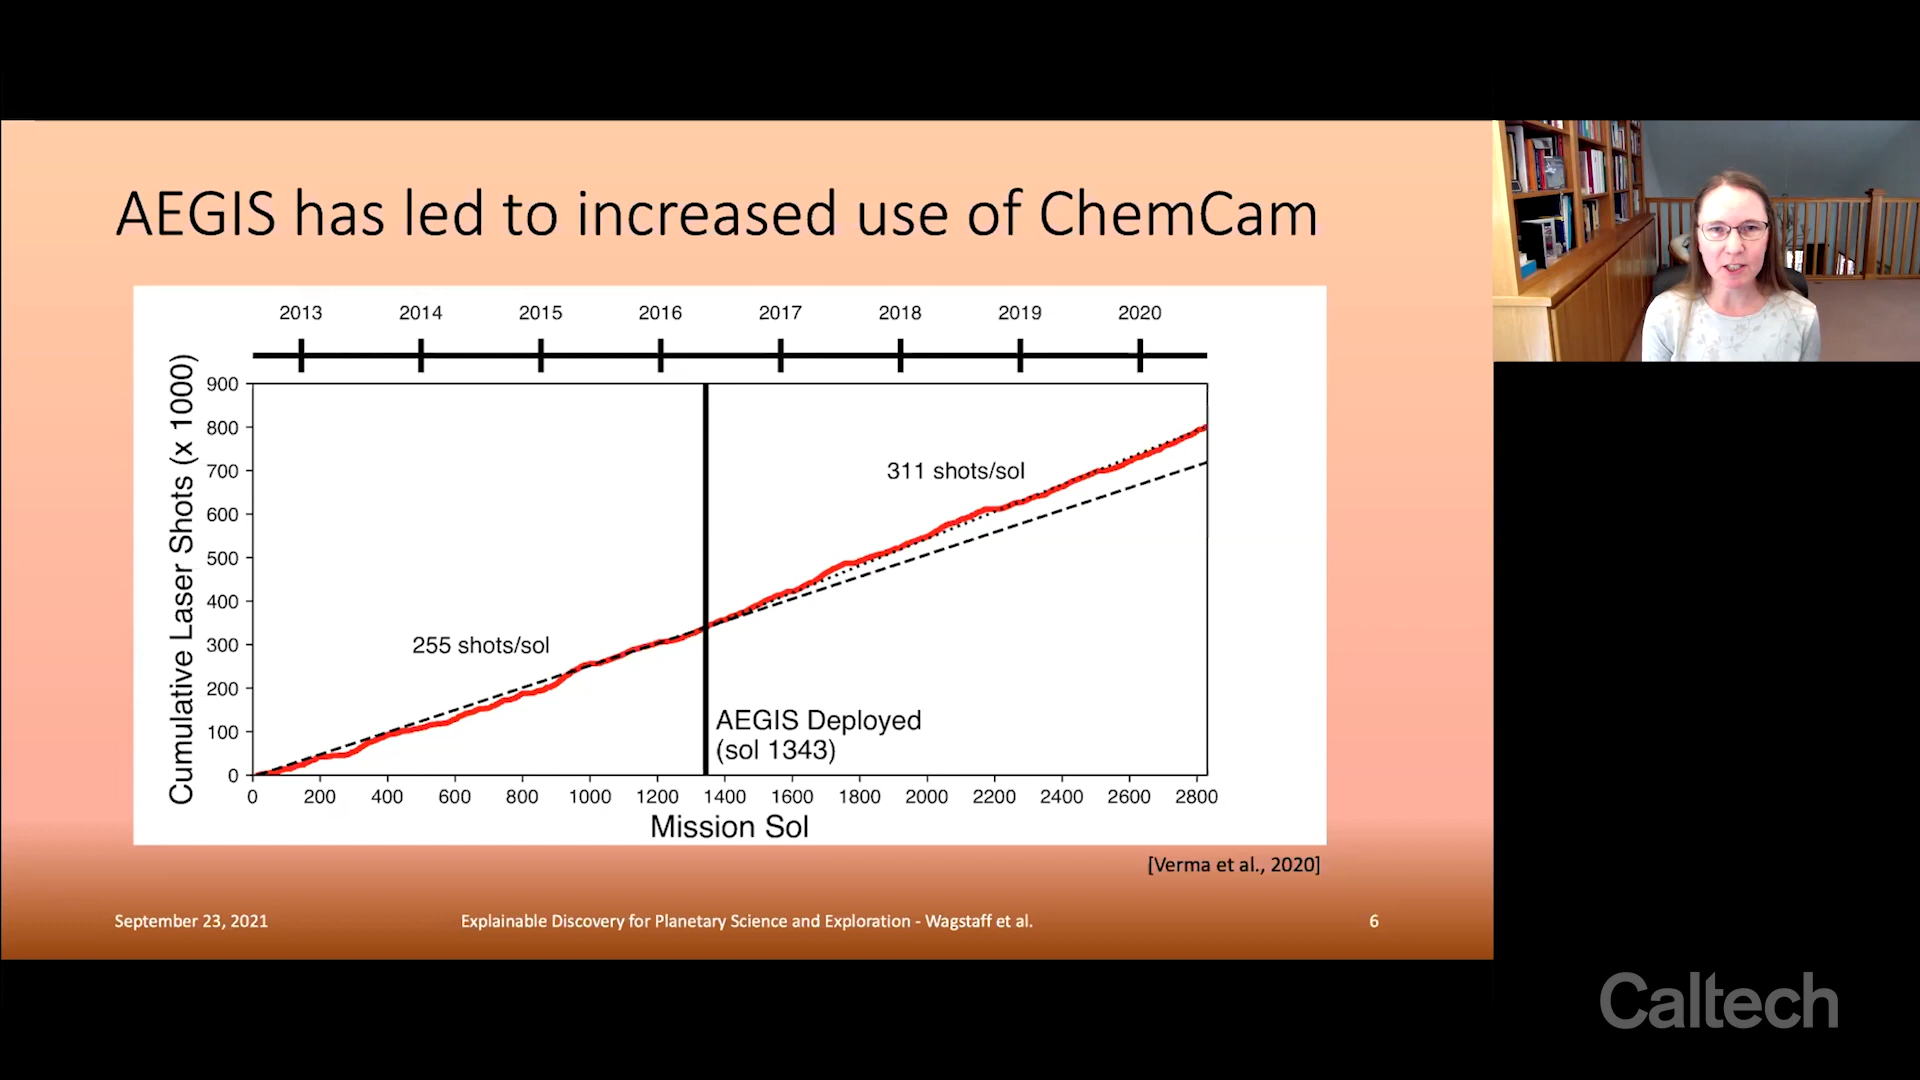 AEGIS has led to increased use of ChemCam
2013 2014 2015 2016 2017 2018 2019 2020
Cumulative Laser Shots (x 1000)
900
800
700
600
500
400
300
200
100
0
311 shots/sol
255 shots/sol
AEGIS Deployed
(sol 1343)
0 200 400 600 800 1000 1200 1400 1600 1800 2000 2200 2400 2600 2800
Mission Sol
[Verma et al., 2020]
September 23, 2021 Explainable Discovery for Planetary Science and Exploration - Wagstaff et al. 6
Caltech